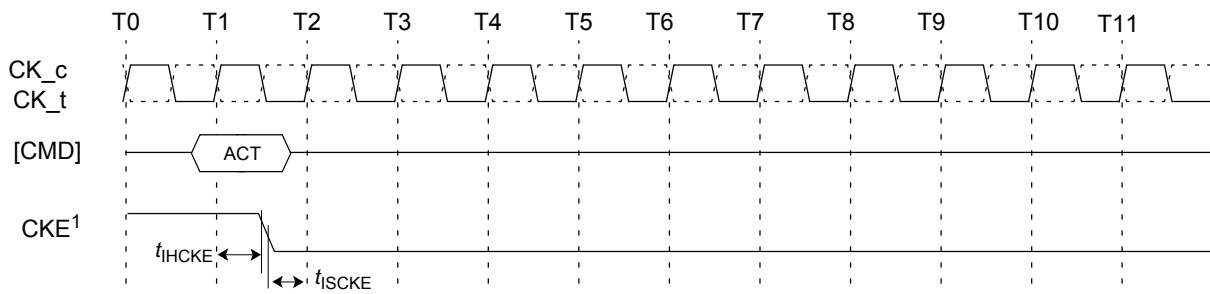 T0 T1 T2 T3 T4 T5 T6 T7 T8 T9 T10 T11
CK_c
CK_t
[CMD] ACT
CKE1
tIHCKE
tISCKE